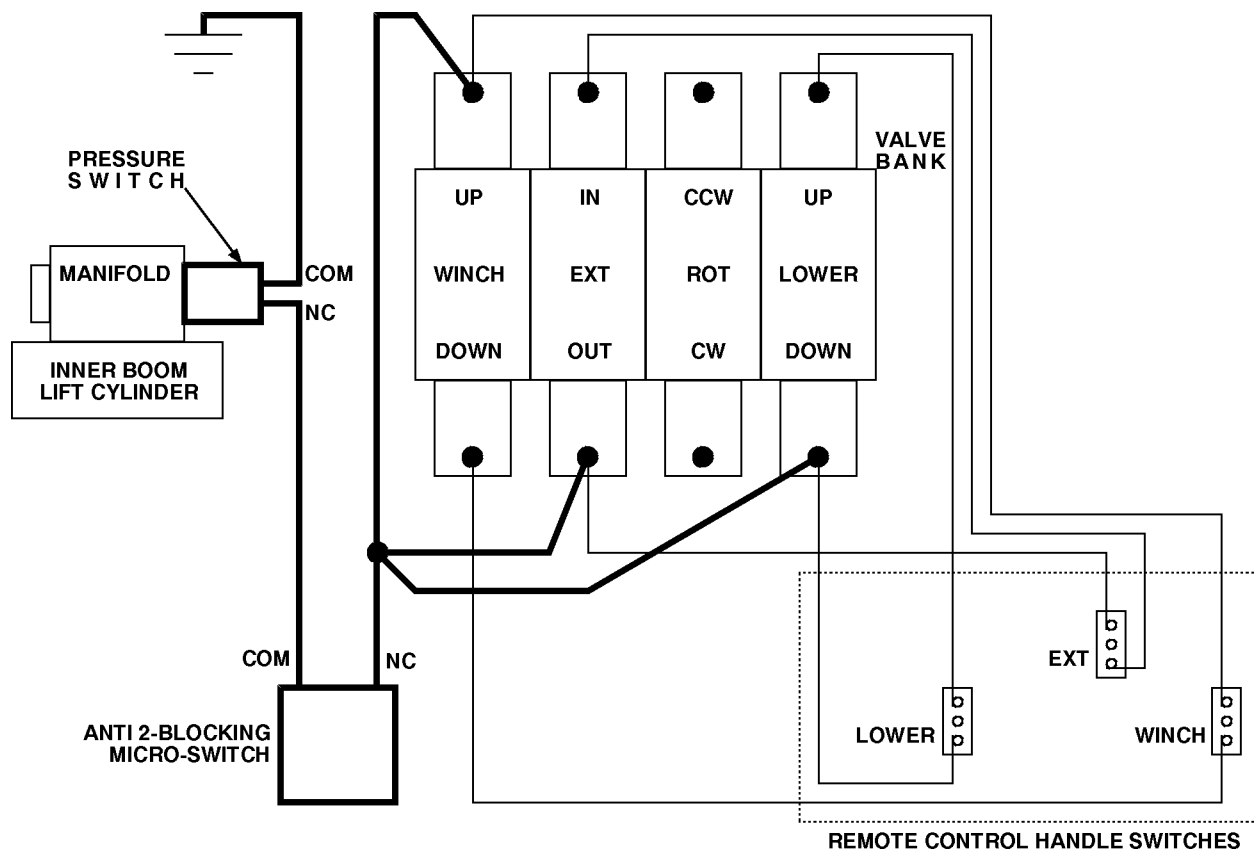 VALVE
BANK
PRESSURE
SWITCH
UP
IN
CCW
UP
MANIFOLD
COM
WINCH
EXT
ROT
LOWER
NC
DOWN
OUT
CW
DOWN
INNER BOOM
LIFT CYLINDER
COM
NC
EXT
ANTI 2-BLOCKING
MICRO-SWITCH
LOWER
WINCH
REMOTE CONTROL HANDLE SWITCHES